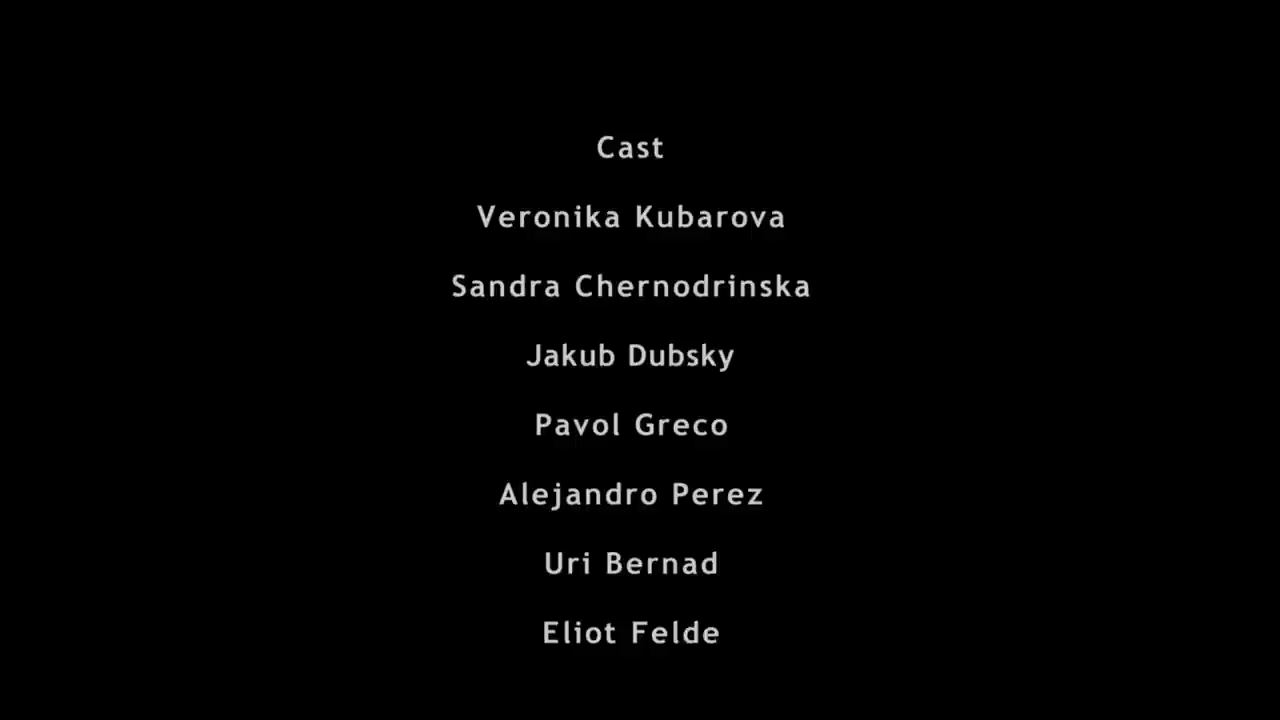 Cast
Veronika Kubarova
Sandra Chernodrinska
Jakub Dubsky
Pavol Greco
Alejandro Perez
Uri Bernad
Eliot Felde